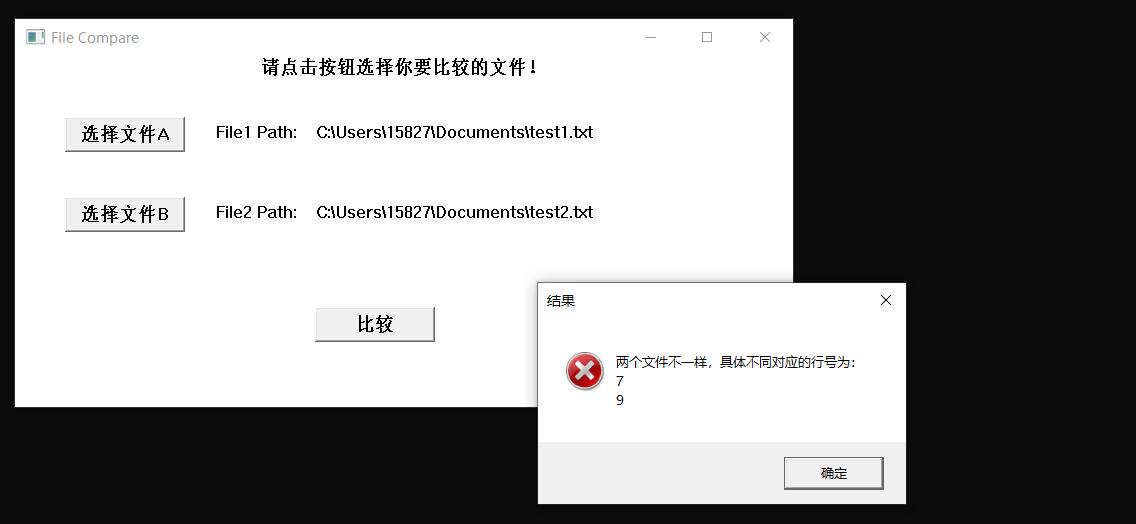 File Compare
请点击按钮选择你要比较的文件！
选择文件A
File1 Path: C:\Users\15827\Documents\test1.txt
选择文件B
File2 Path: C:\Users\15827\Documents\test2.txt
比较
结果
两个文件不一样，具体不同对应的行号为：
7
9
确定